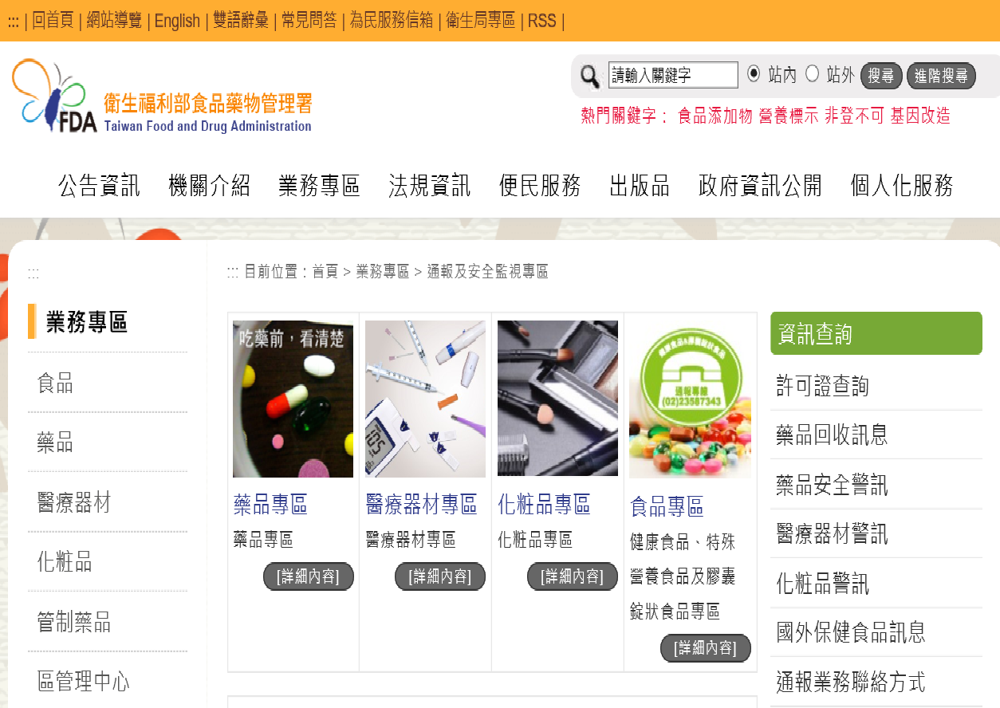 ::: | 回首頁 | 網站導覽 | English | 雙語辭彙 | 常見問答 | 為民服務信箱 | 衛生局專區 | RSS |
FDA
衛生福利部食品藥物管理署
Taiwan Food and Drug Administration
請輸入關鍵字 站內 站外 搜尋 進階搜尋
熱門關鍵字： 食品添加物 營養標示 非登不可 基因改造
公告資訊 機關介紹 業務專區 法規資訊 便民服務 出版品 政府資訊公開 個人化服務
:::
業務專區
食品
藥品
醫療器材
化粧品
管制藥品
區管理中心
::: 目前位置：首頁 > 業務專區 > 通報及安全監視專區
吃藥前，看清楚
藥品專區
藥品專區
[詳細內容]
105
醫療器材專區
醫療器材專區
[詳細內容]
化粧品專區
化粧品專區
[詳細內容]
通報專線
(02)23587343
食品專區
健康食品、特殊
營養食品及膠囊
錠狀食品專區
[詳細內容]
資訊查詢
許可證查詢
藥品回收訊息
藥品安全警訊
醫療器材警訊
化粧品警訊
國外保健食品訊息
通報業務聯絡方式